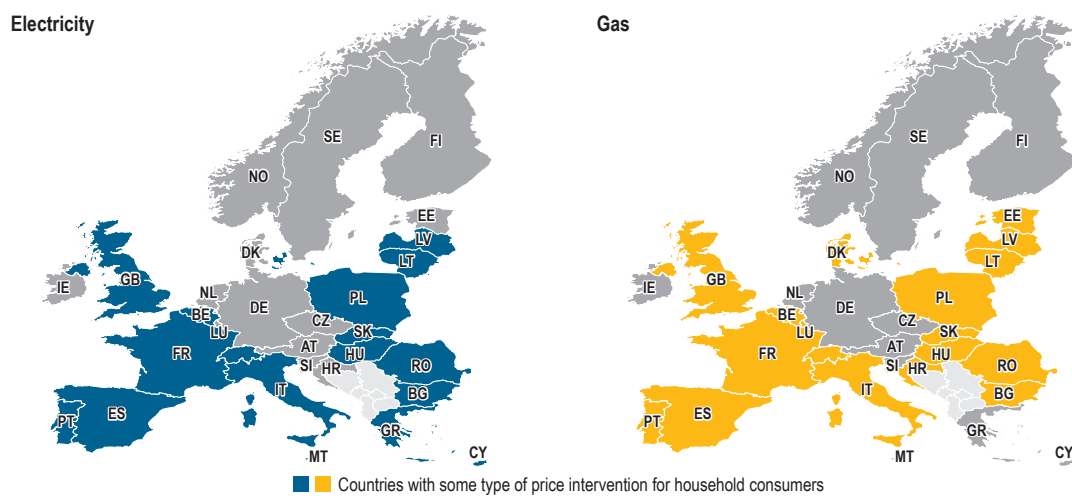 Electricity
SE
FI
NO
EE
LV
DK
LT
IE
GB
NL
PL
BE
DE
LU
CZ
SK
FR
AT
HU
SI
HR
RO
IT
BG
PT
ES
GR
MT
CY
Gas
SE
FI
NO
EE
LV
DK
LT
IE
GB
NL
PL
BE
DE
LU
CZ
SK
FR
AT
HU
SI
HR
RO
IT
BG
PT
ES
GR
MT
CY
Countries with some type of price intervention for household consumers